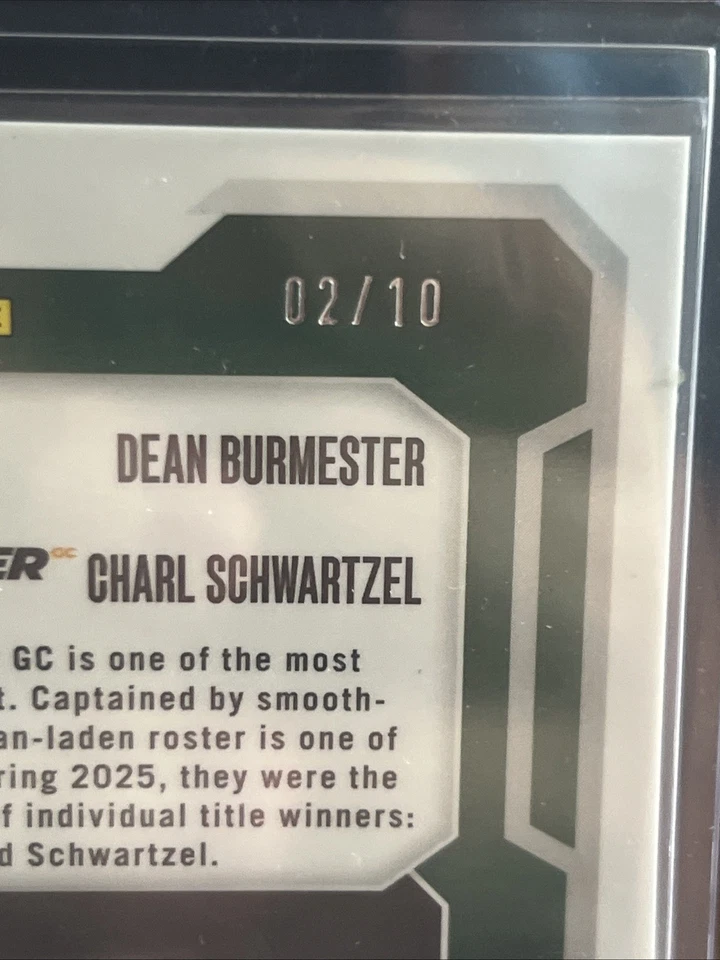 02/10
DEAN BURMESTER
ER GC CHARL SCHWARTZEL
GC is one of the most
t. Captained by smooth-
an-laden roster is one of
ring 2025, they were the
f individual title winners:
d Schwartzel.